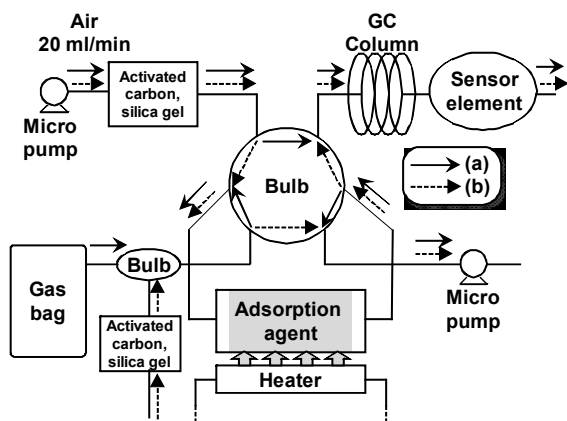 Air
20 ml/min
Activated
carbon,
silica gel
Micro
pump
GC
Column
Sensor
element
(a)
(b)
Bulb
Gas
bag
Bulb
Activated
carbon,
silica gel
Adsorption
agent
Heater
Micro
pump